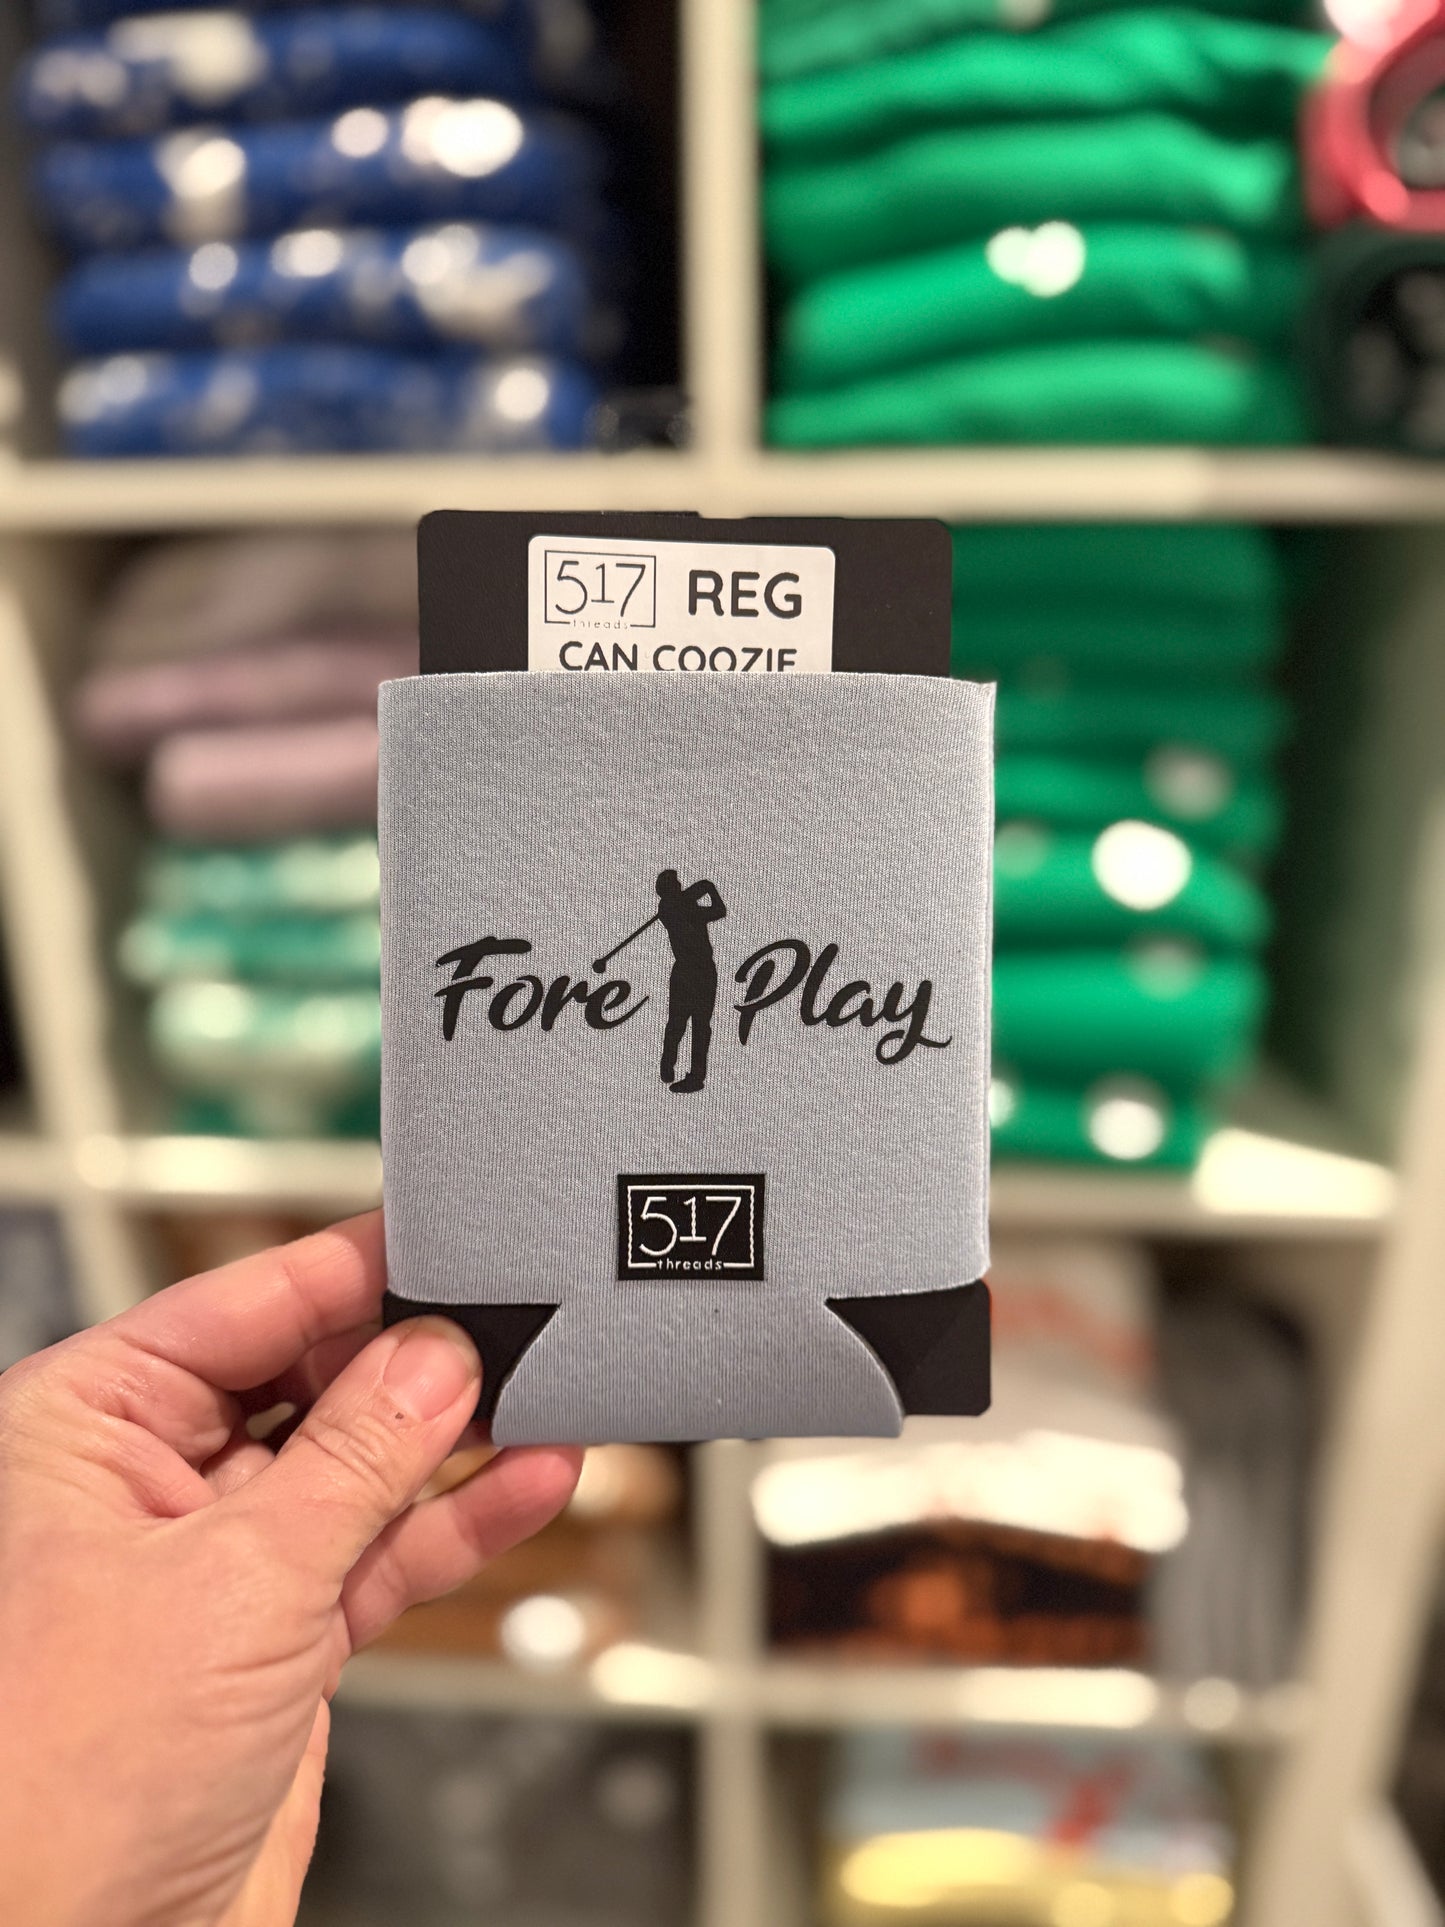 517 REG
threads
CAN COOZIE
Fore Play
517
threads